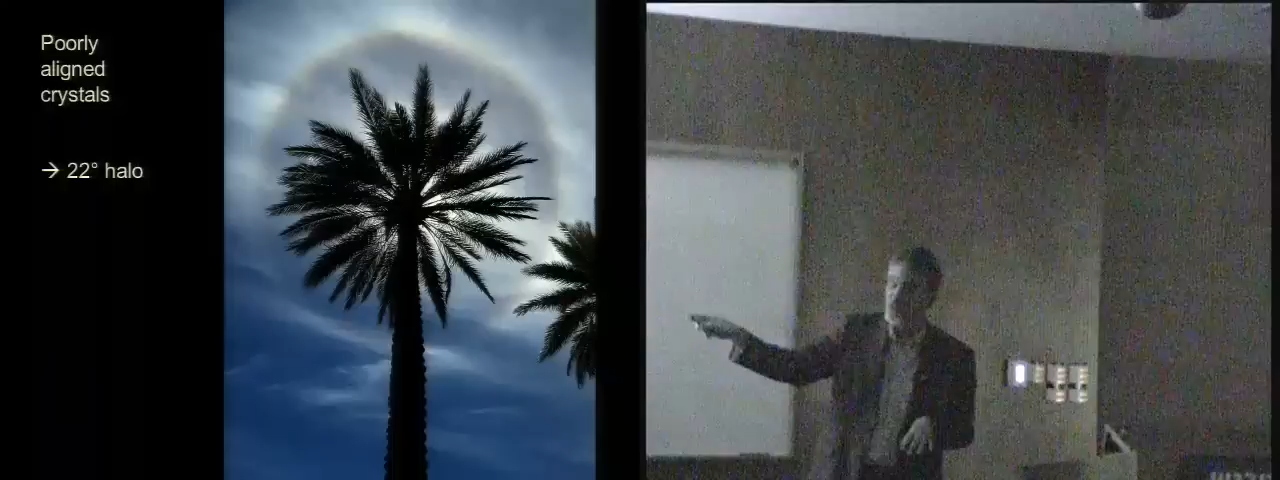 Poorly
aligned
crystals
→ 22° halo